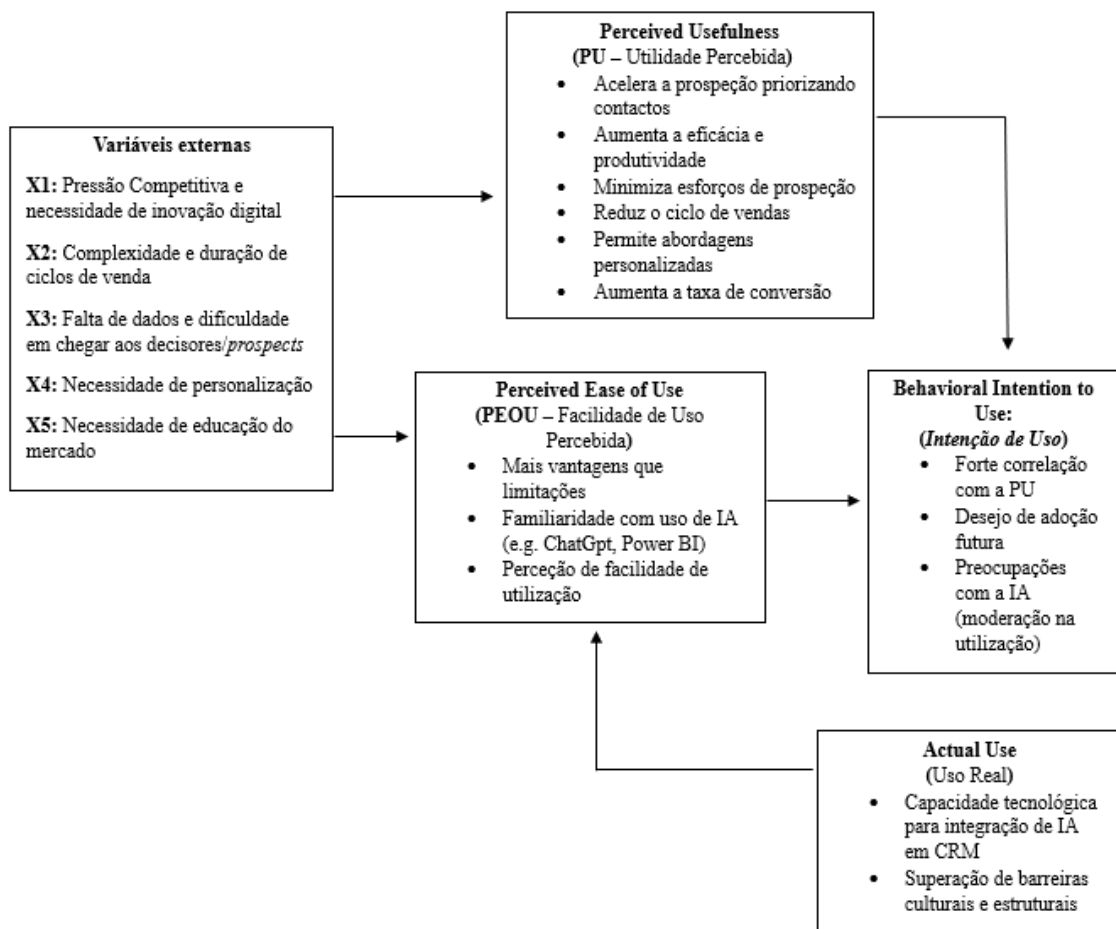 Perceived Usefulness
(PU – Utilidade Percebida)
• Acelera a prospeção priorizando
contactos
• Aumenta a eficácia e
produtividade
• Minimiza esforços de prospeção
• Reduz o ciclo de vendas
• Permite abordagens
personalizadas
• Aumenta a taxa de conversão
Variáveis externas
X1: Pressão Competitiva e
necessidade de inovação digital
X2: Complexidade e duração de
ciclos de venda
X3: Falta de dados e dificuldade
em chegar aos decisores/prospects
X4: Necessidade de personalização
X5: Necessidade de educação do
mercado
Perceived Ease of Use
(PEOU – Facilidade de Uso
Percebida)
• Mais vantagens que
limitações
• Familiaridade com uso de IA
(e.g. ChatGpt, Power BI)
• Perceção de facilidade de
utilização
Behavioral Intention to
Use:
(Intenção de Uso)
• Forte correlação
com a PU
• Desejo de adoção
futura
• Preocupações
com a IA
(moderação na
utilização)
Actual Use
(Uso Real)
• Capacidade tecnológica
para integração de IA
em CRM
• Superação de barreiras
culturais e estruturais